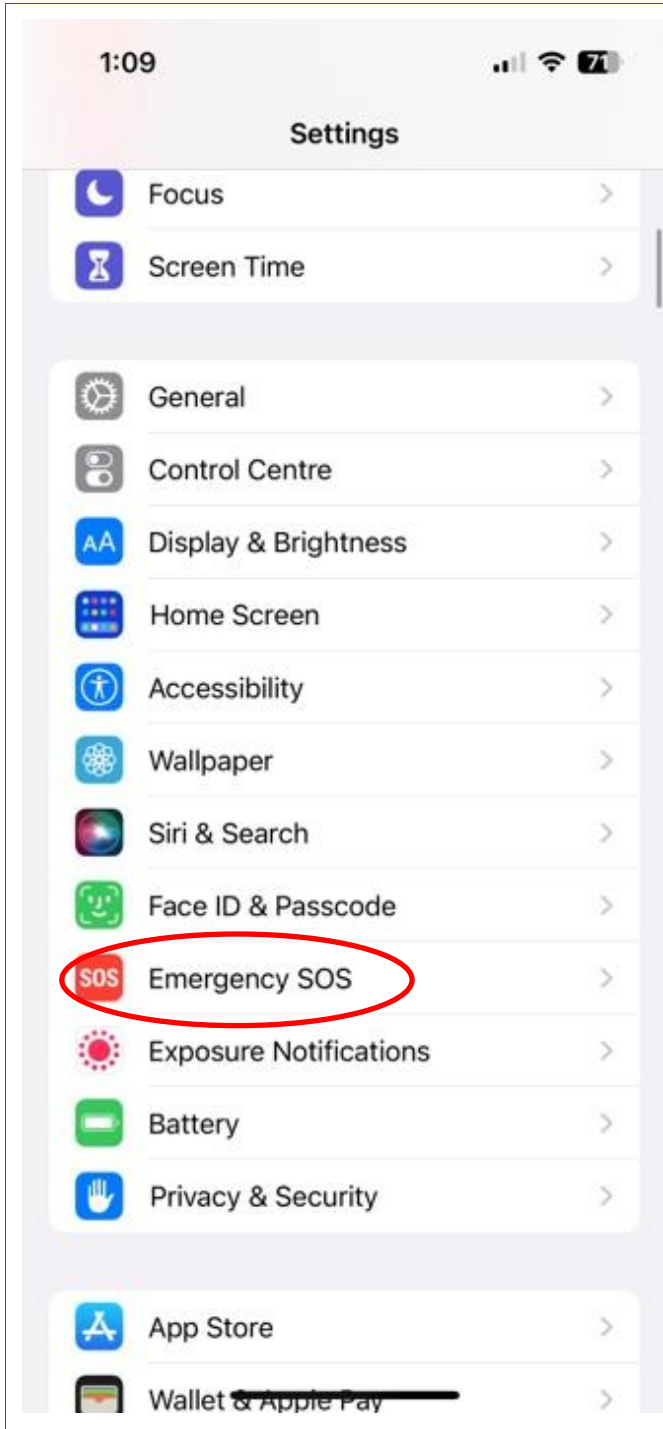 1:09
71
Settings
Focus
Screen Time
General
Control Centre
AA Display & Brightness
Home Screen
Accessibility
Wallpaper
Siri & Search
Face ID & Passcode
SOS Emergency SOS
Exposure Notifications
Battery
Privacy & Security
App Store
Wallet & Apple Pay